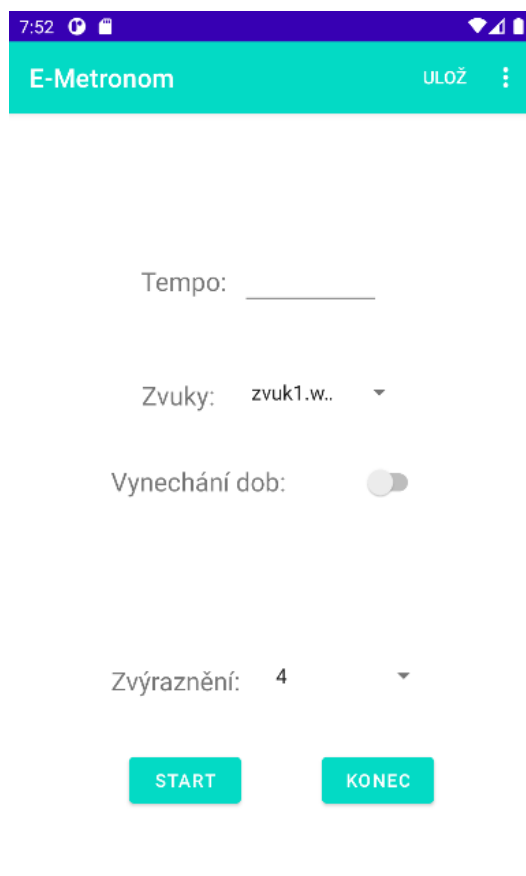 7:52
E-Metronom ULOŽ
Tempo:
Zvuky: zvuk1.w..
Vynechání dob:
Zvýraznění: 4
START KONEC